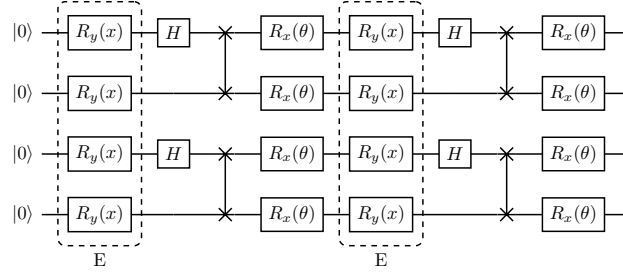 |0⟩ R_y(x) H R_x(θ) R_y(x) H R_x(θ)
|0⟩ R_y(x) R_x(θ) R_y(x) R_x(θ)
|0⟩ R_y(x) H R_x(θ) R_y(x) H R_x(θ)
|0⟩ R_y(x) R_x(θ) R_y(x) R_x(θ)
E E